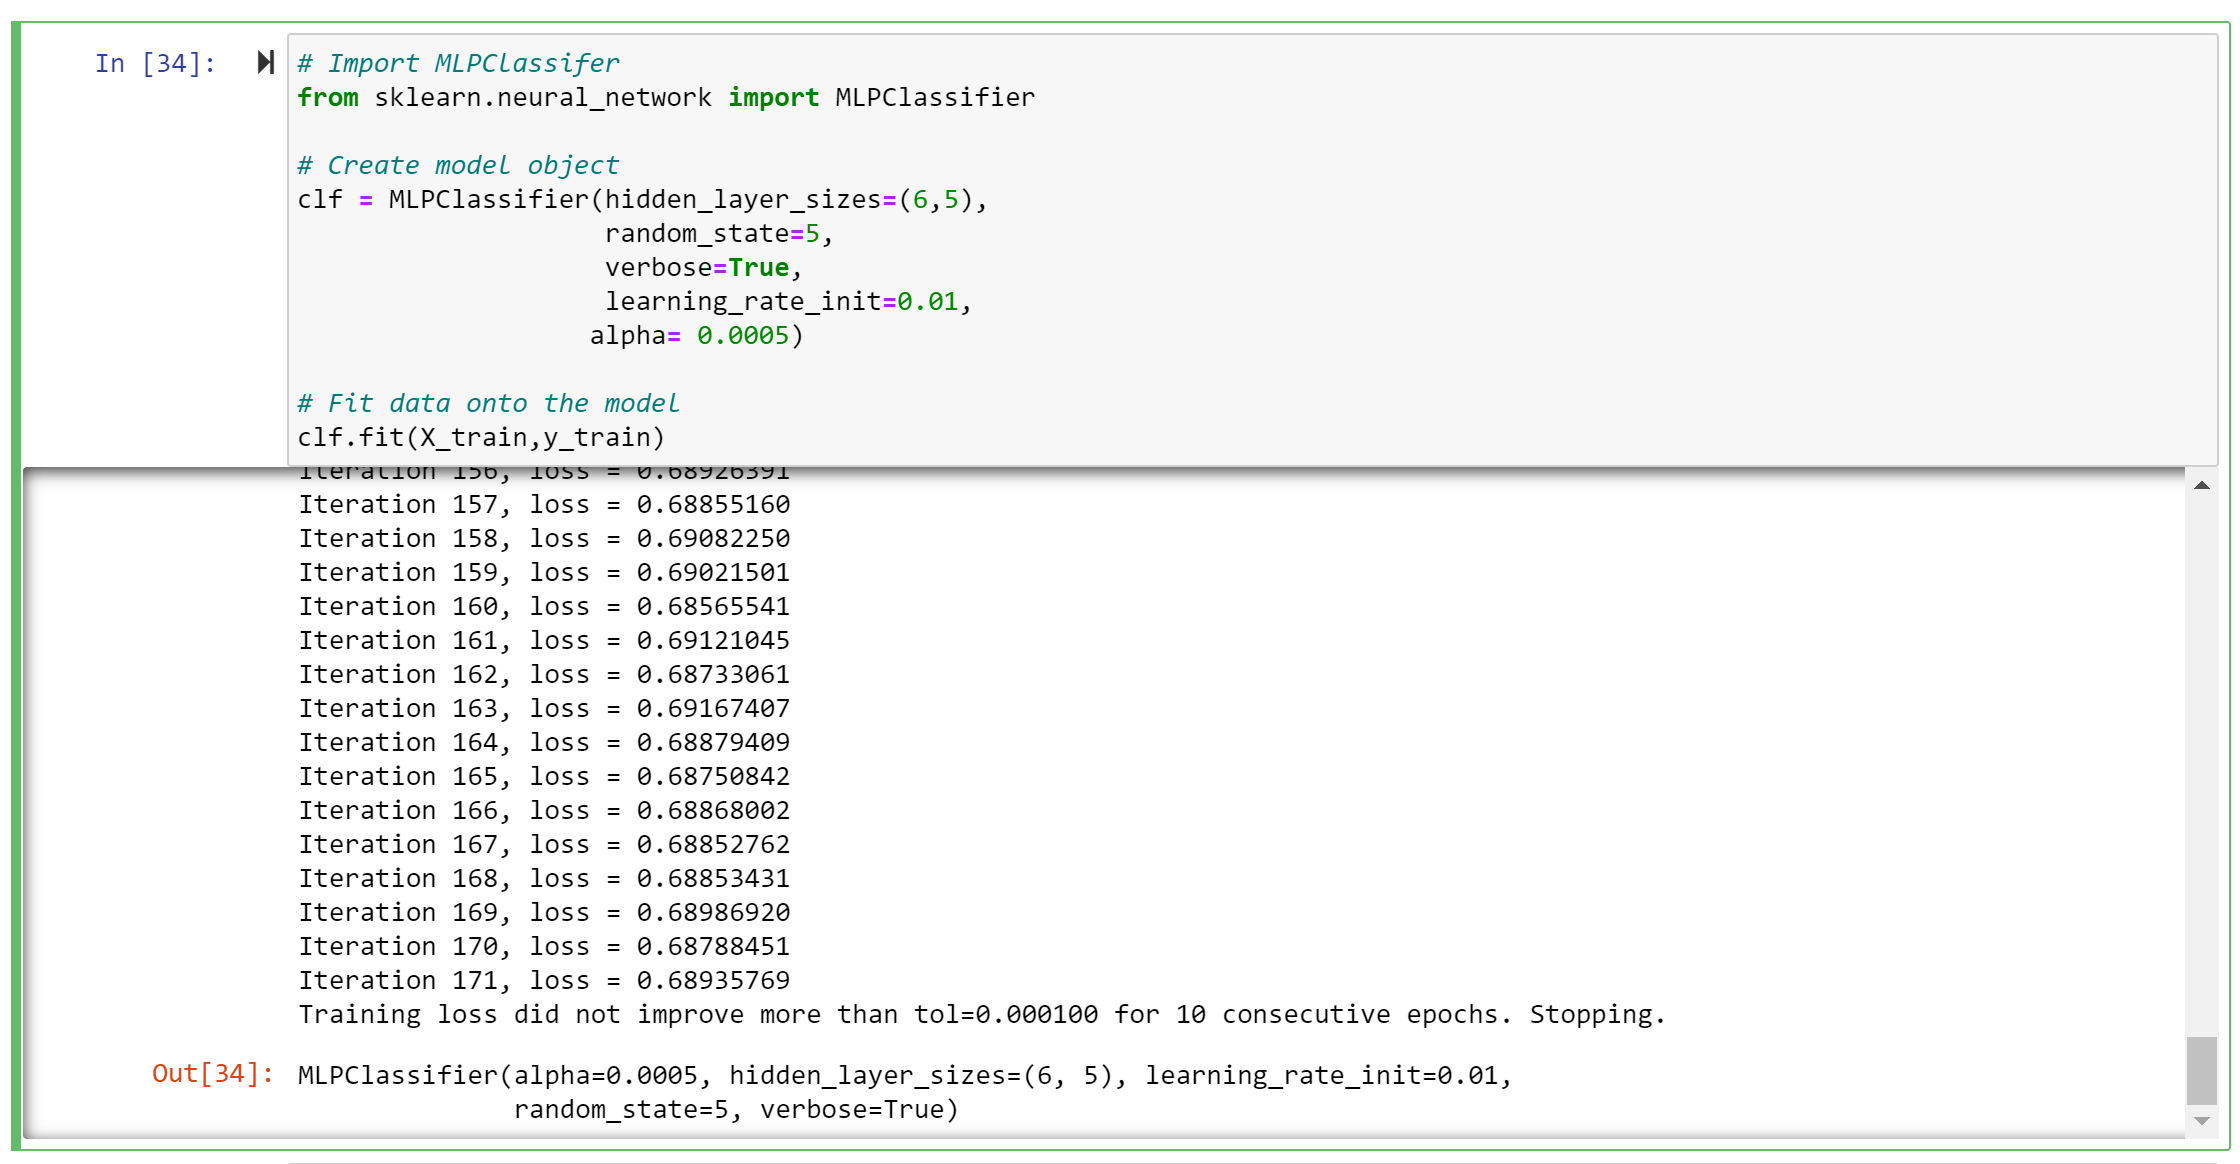 In [34]:
# Import MLPClassifer
from sklearn.neural_network import MLPClassifier
# Create model object
clf = MLPClassifier(hidden_layer_sizes=(6,5),
random_state=5,
verbose=True,
learning_rate_init=0.01,
alpha= 0.0005)
# Fit data onto the model
clf.fit(X_train,y_train)
Iteration 156, loss = 0.68926391
Iteration 157, loss = 0.68855160
Iteration 158, loss = 0.69082250
Iteration 159, loss = 0.69021501
Iteration 160, loss = 0.68565541
Iteration 161, loss = 0.69121045
Iteration 162, loss = 0.68733061
Iteration 163, loss = 0.69167407
Iteration 164, loss = 0.68879409
Iteration 165, loss = 0.68750842
Iteration 166, loss = 0.68868002
Iteration 167, loss = 0.68852762
Iteration 168, loss = 0.68853431
Iteration 169, loss = 0.68986920
Iteration 170, loss = 0.68788451
Iteration 171, loss = 0.68935769
Training loss did not improve more than tol=0.000100 for 10 consecutive epochs. Stopping.
Out[34]: MLPClassifier(alpha=0.0005, hidden_layer_sizes=(6, 5), learning_rate_init=0.01,
random_state=5, verbose=True)